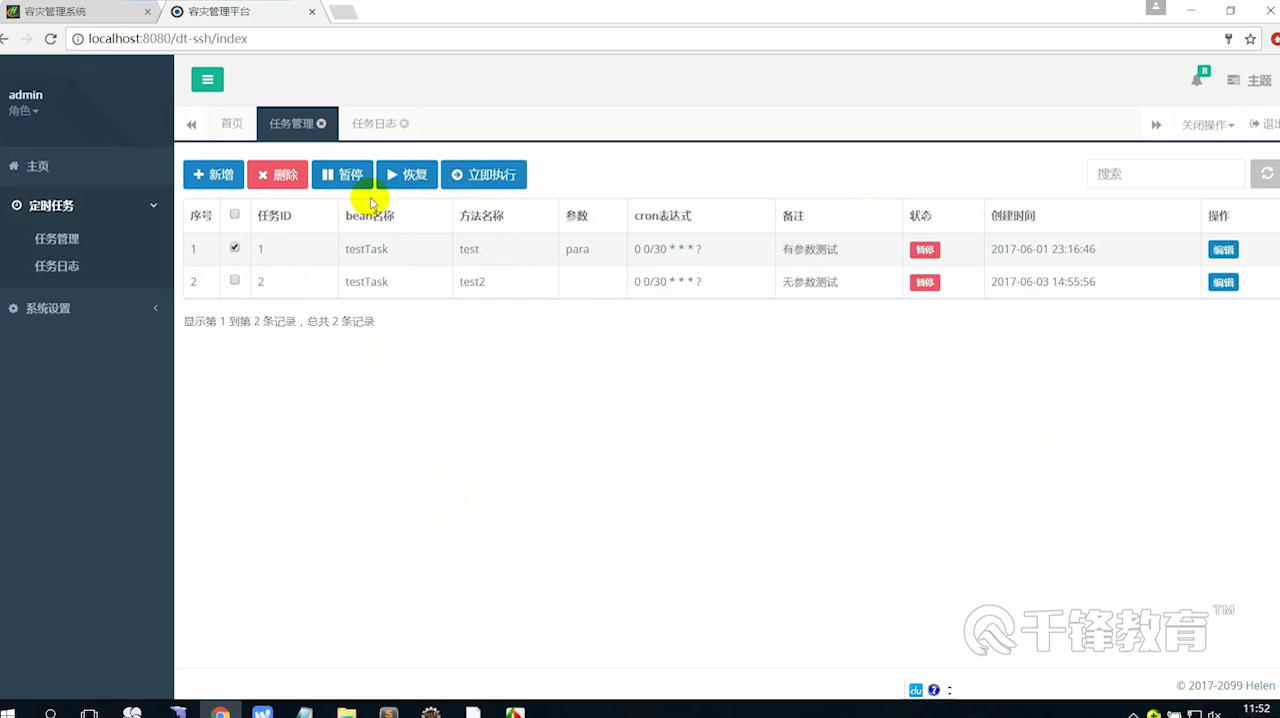 容灾管理系统
容灾管理平台
localhost:8080/dt-ssh/index
admin
角色
8
主题
首页
任务管理
任务日志
关闭操作
退出
主页
定时任务
任务管理
任务日志
系统设置
新增
删除
暂停
恢复
立即执行
搜索
序号 任务ID bean名称 方法名称 参数 cron表达式 备注 状态 创建时间 操作
1 1 testTask test para 0 0/30 * * * ? 有参数测试 暂停 2017-06-01 23:16:46 编辑
2 2 testTask test2 0 0/30 * * * ? 无参数测试 暂停 2017-06-03 14:55:56 编辑
显示第 1 到第 2 条记录，总共 2 条记录
千锋教育TM
© 2017-2099 Helen
du
11:52